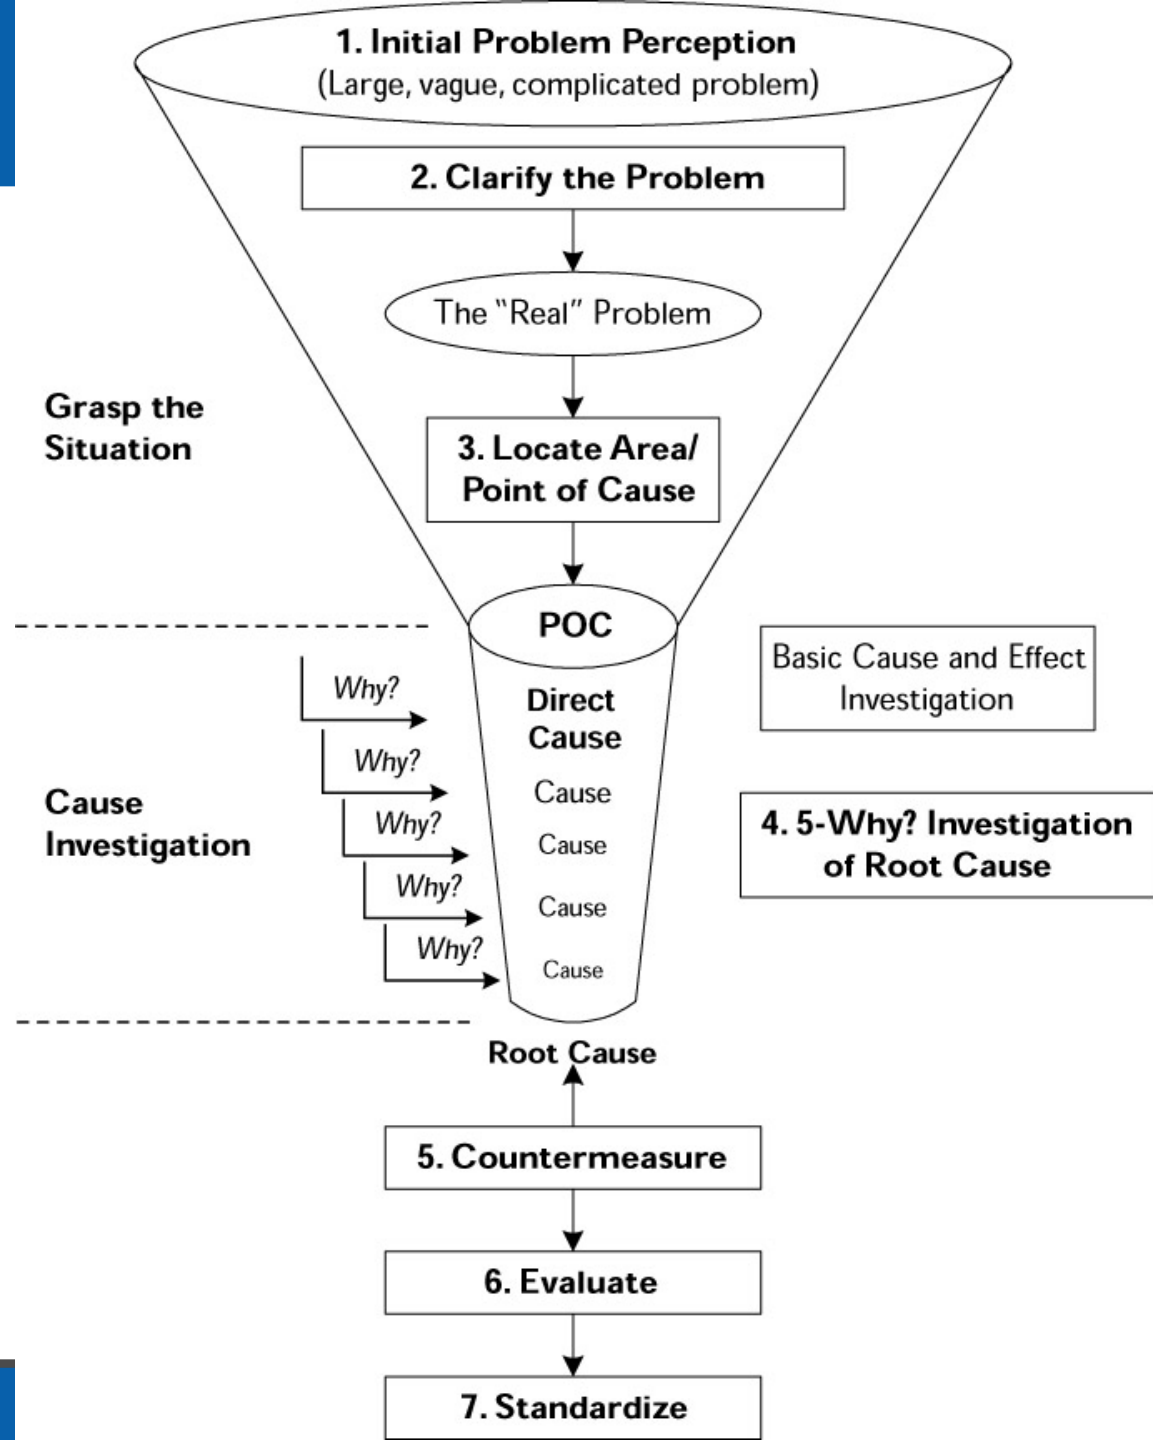 1. Initial Problem Perception
(Large, vague, complicated problem)
2. Clarify the Problem
The “Real” Problem
Grasp the
Situation
3. Locate Area/
Point of Cause
POC
Basic Cause and Effect
Investigation
Why?
Direct
Cause
Why?
Cause
Cause
Investigation
4. 5-Why? Investigation
of Root Cause
Why?
Cause
Why?
Cause
Why?
Cause
Root Cause
5. Countermeasure
6. Evaluate
7. Standardize